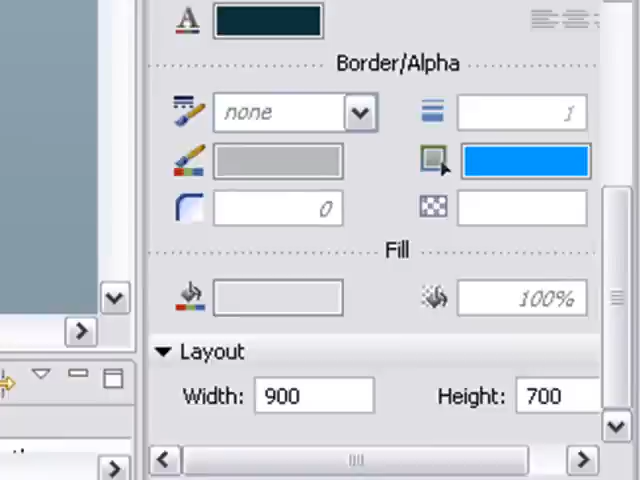 A
Border/Alpha
none 1
0
Fill
100%
Layout
Width: 900 Height: 700